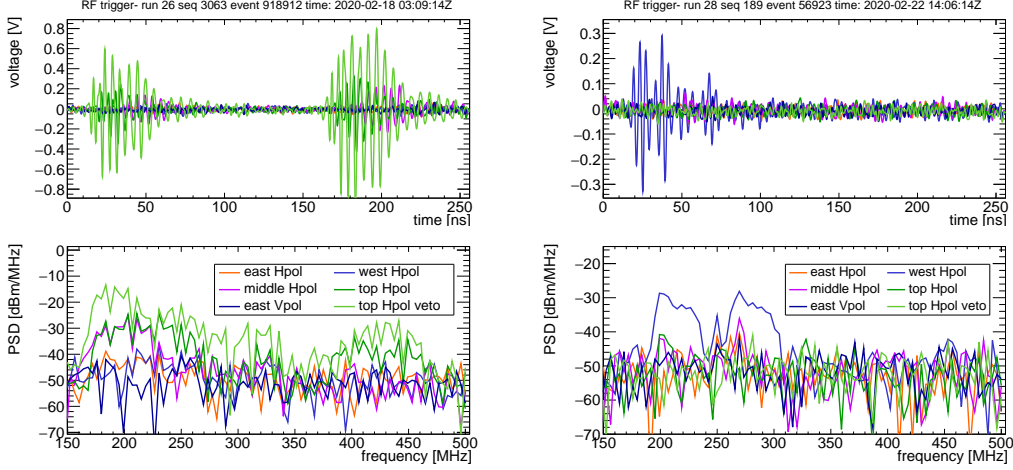 RF trigger- run 26 seq 3063 event 918912 time: 2020-02-18 03:09:14Z
voltage [V]
0.8
0.6
0.4
0.2
0
−0.2
−0.4
−0.6
−0.8
0 50 100 150 200 250
time [ns]
RF trigger- run 28 seq 189 event 56923 time: 2020-02-22 14:06:14Z
voltage [V]
0.3
0.2
0.1
0
−0.1
−0.2
−0.3
0 50 100 150 200 250
time [ns]
PSD [dBm/MHz]
0
−10
−20
−30
−40
−50
−60
−70
east Hpol west Hpol
middle Hpol top Hpol
east Vpol top Hpol veto
150 200 250 300 350 400 450 500
frequency [MHz]
PSD [dBm/MHz]
−20
−30
−40
−50
−60
−70
east Hpol west Hpol
middle Hpol top Hpol
east Vpol top Hpol veto
150 200 250 300 350 400 450 500
frequency [MHz]